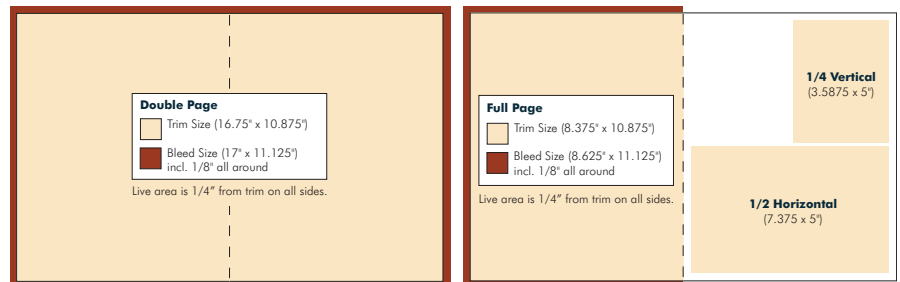 Double Page
Trim Size (16.75" x 10.875")
Bleed Size (17" x 11.125")
incl. 1/8" all around
Live area is 1/4” from trim on all sides.
Full Page
Trim Size (8.375" x 10.875")
Bleed Size (8.625" x 11.125")
incl. 1/8" all around
Live area is 1/4” from trim on all sides.
1/4 Vertical
(3.5875 x 5")
1/2 Horizontal
(7.375 x 5")